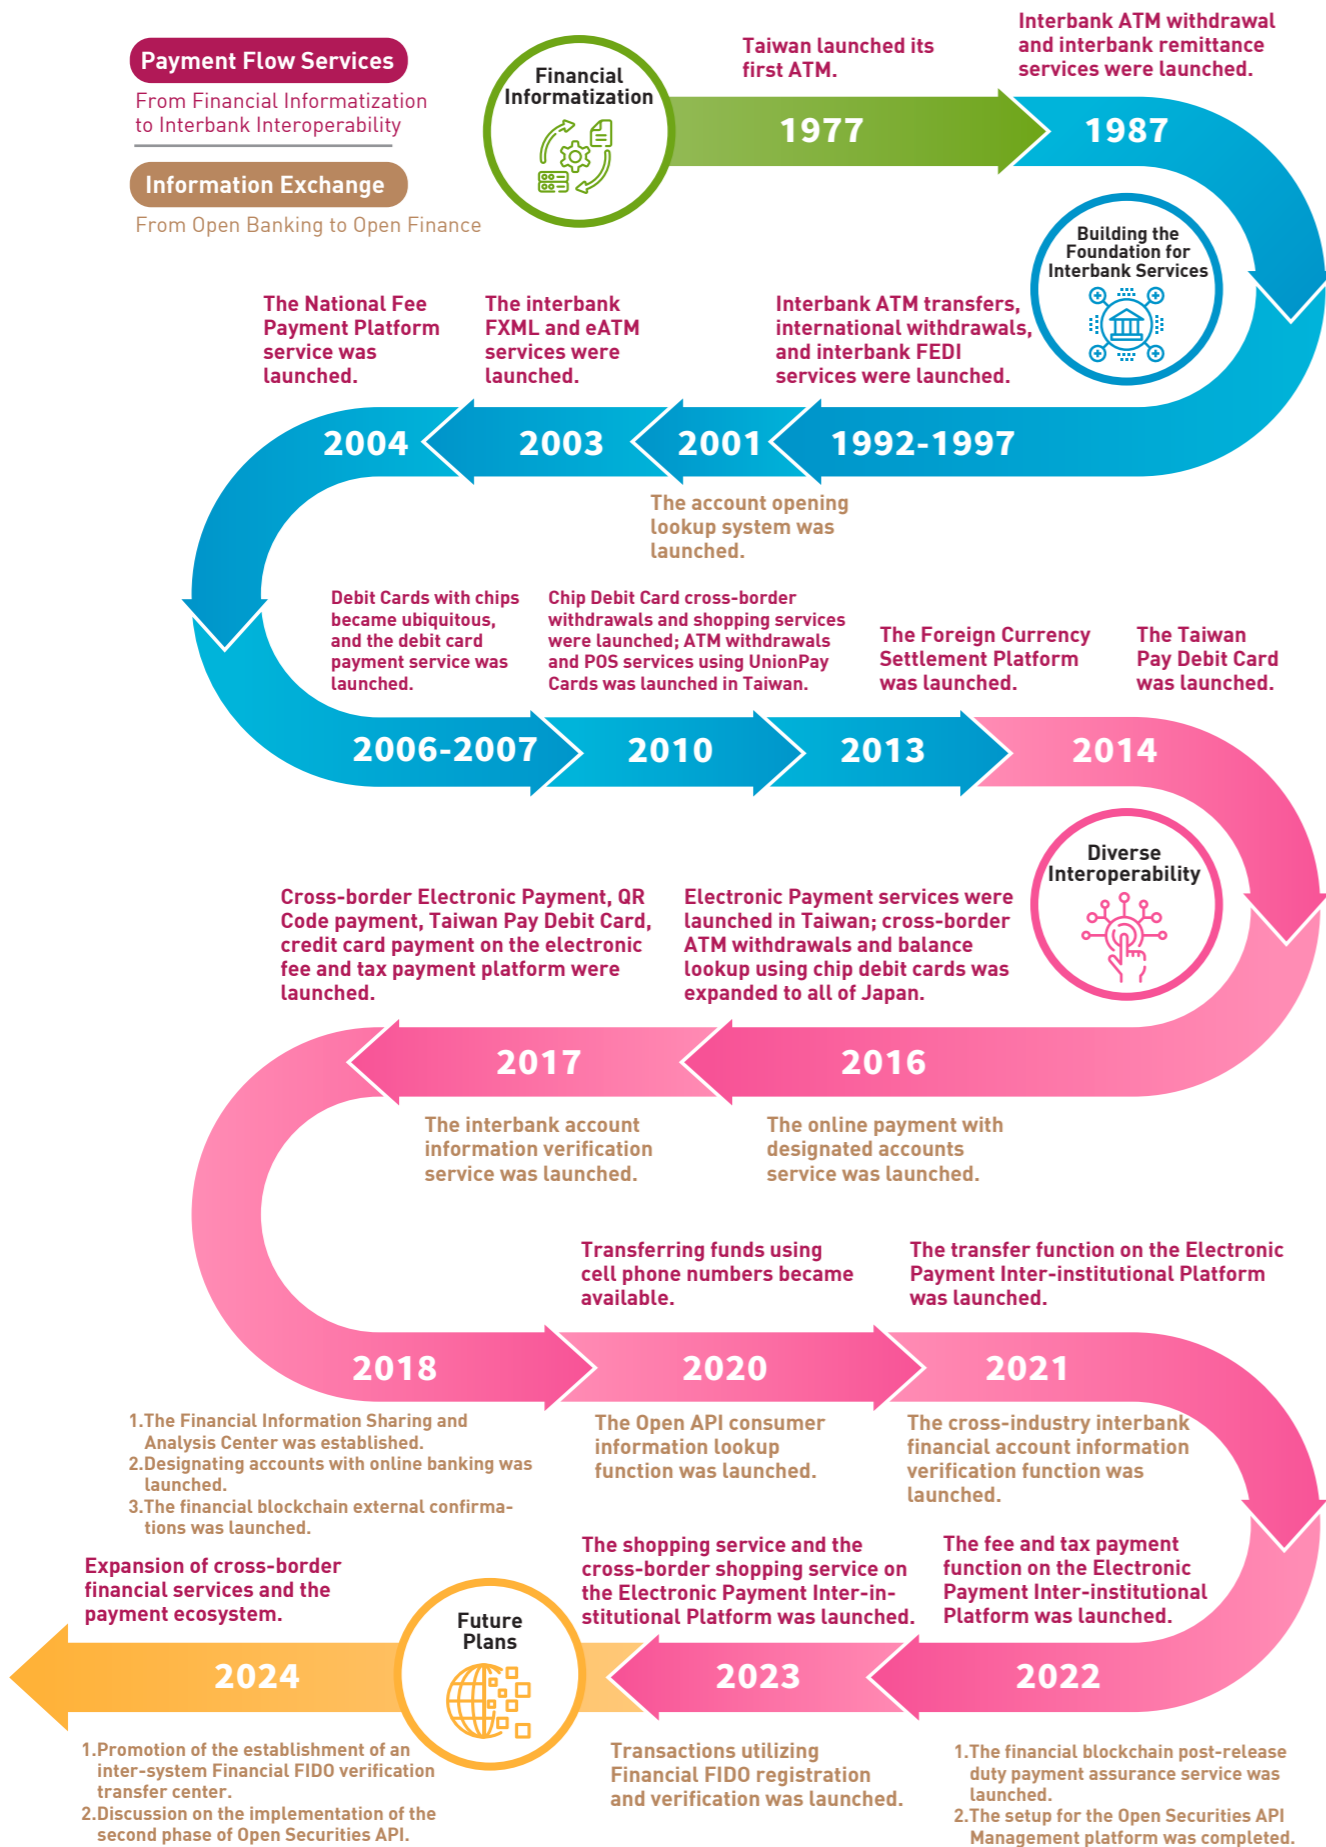 Payment Flow Services
From Financial Informatization
to Interbank Interoperability
Information Exchange
From Open Banking to Open Finance
Financial
Informatization
Taiwan launched its
first ATM.
1977
Interbank ATM withdrawal
and interbank remittance
services were launched.
1987
Building the
Foundation for
Interbank Services
Interbank ATM transfers,
international withdrawals,
and interbank FEDI
services were launched.
1992-1997
2001
The account opening
lookup system was
launched.
The interbank
FXML and eATM
services were
launched.
2003
The National Fee
Payment Platform
service was
launched.
2004
Debit Cards with chips
became ubiquitous,
and the debit card
payment service was
launched.
2006-2007
Chip Debit Card cross-border
withdrawals and shopping services
were launched; ATM withdrawals
and POS services using UnionPay
Cards was launched in Taiwan.
2010
The Foreign Currency
Settlement Platform
was launched.
2013
The Taiwan
Pay Debit Card
was launched.
2014
Diverse
Interoperability
Electronic Payment services were
launched in Taiwan; cross-border
ATM withdrawals and balance
lookup using chip debit cards was
expanded to all of Japan.
2016
The online payment with
designated accounts
service was launched.
Cross-border Electronic Payment, QR
Code payment, Taiwan Pay Debit Card,
credit card payment on the electronic
fee and tax payment platform were
launched.
2017
The interbank account
information verification
service was launched.
2018
1.The Financial Information Sharing and
Analysis Center was established.
2.Designating accounts with online banking was
launched.
3.The financial blockchain external confirma-
tions was launched.
Transferring funds using
cell phone numbers became
available.
2020
The Open API consumer
information lookup
function was launched.
The transfer function on the Electronic
Payment Inter-institutional Platform
was launched.
2021
The cross-industry interbank
financial account information
verification function was
launched.
The fee and tax payment
function on the Electronic
Payment Inter-institutional
Platform was launched.
2022
1.The financial blockchain post-release
duty payment assurance service was
launched.
2.The setup for the Open Securities API
Management platform was completed.
The shopping service and the
cross-border shopping service on
the Electronic Payment Inter-in-
stitutional Platform was launched.
2023
Transactions utilizing
Financial FIDO registration
and verification was launched.
Future
Plans
Expansion of cross-border
financial services and the
payment ecosystem.
2024
1.Promotion of the establishment of an
inter-system Financial FIDO verification
transfer center.
2.Discussion on the implementation of the
second phase of Open Securities API.